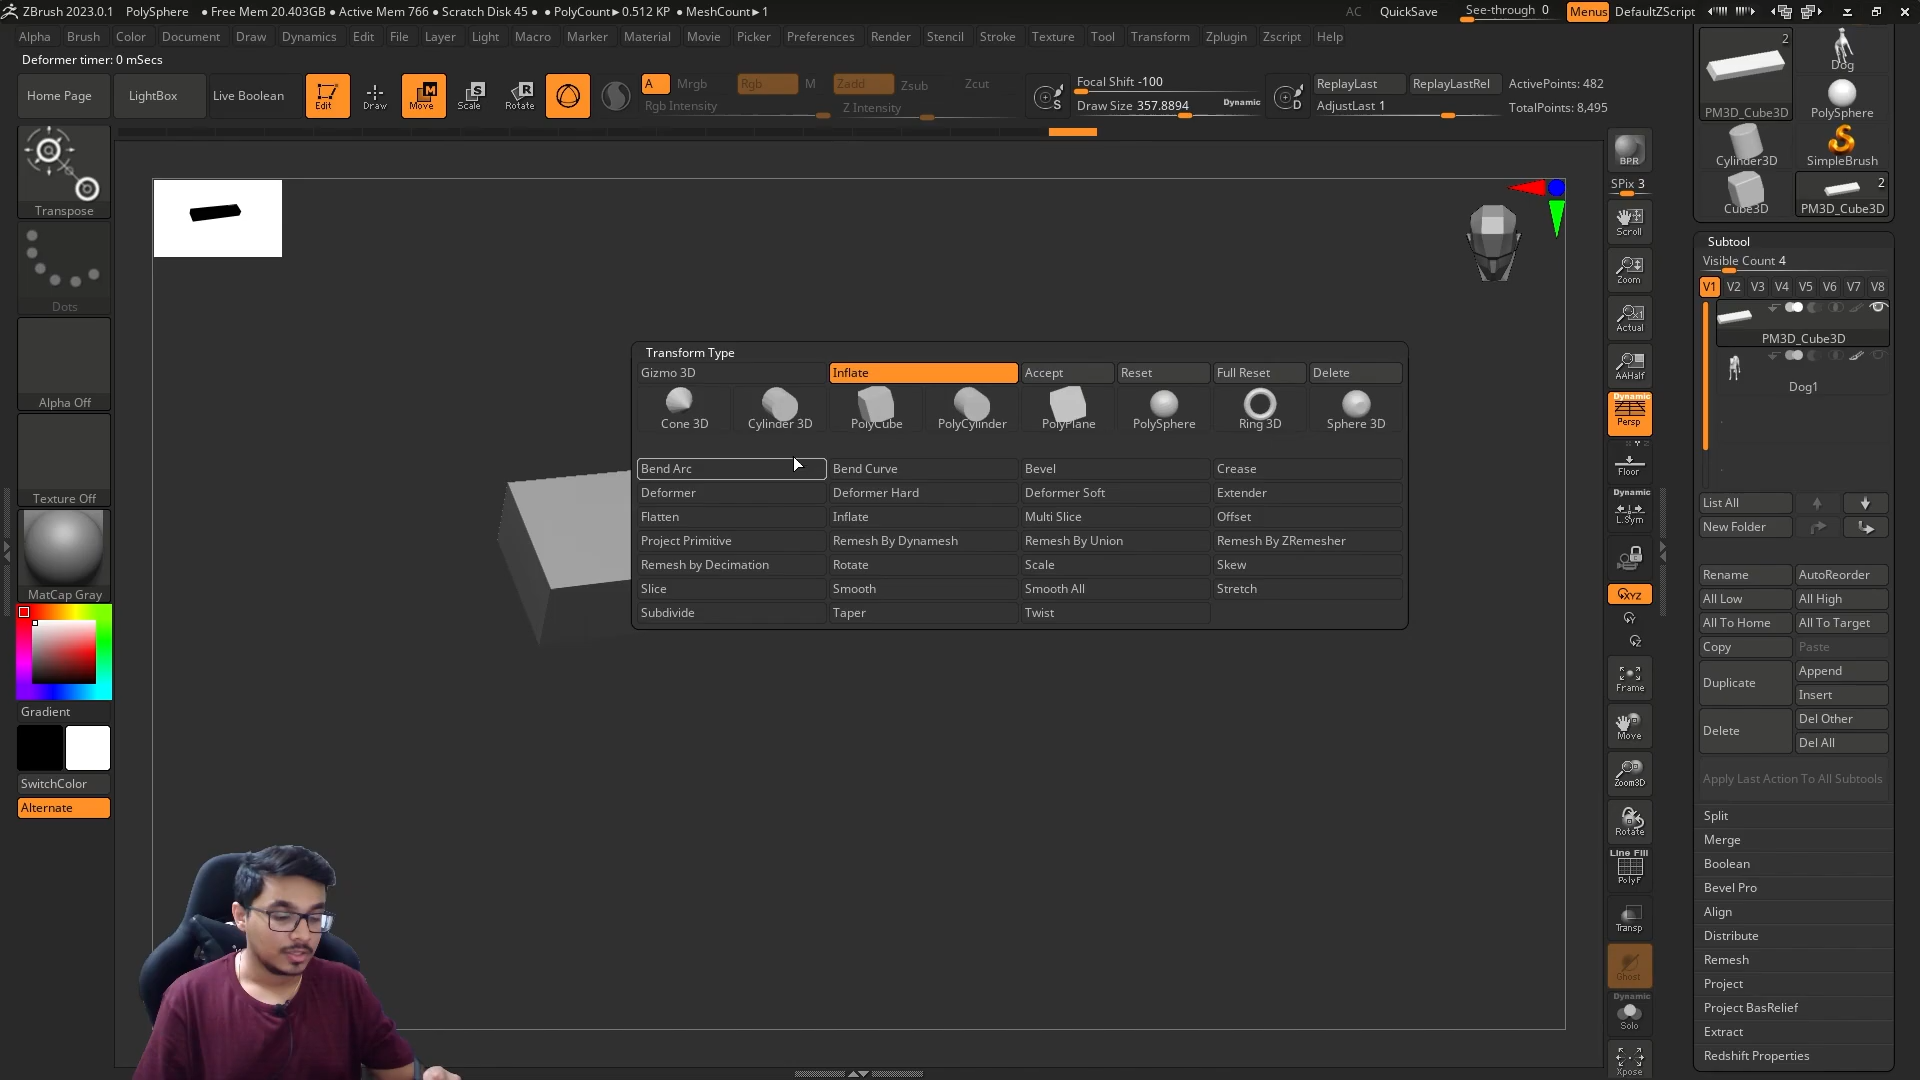 ZBrush 2023.0.1 PolySphere ● Free Mem 20.403GB ● Active Mem 766 ● Scratch Disk 45 ● ● PolyCount►0.512 KP ● MeshCount►1 AC QuickSave See-through 0 Menus DefaultZScript
Alpha Brush Color Document Draw Dynamics Edit File Layer Light Macro Marker Material Movie Picker Preferences Render Stencil Stroke Texture Tool Transform Zplugin Zscript Help
Deformer timer: 0 mSecs
Home Page LightBox Live Boolean Edit Draw Move Scale Rotate
A Mrgb Rgb M Zadd Zsub Zcut
Rgb Intensity Z Intensity
Focal Shift -100
Draw Size 357.8894 Dynamic
ReplayLast ReplayLastRel ActivePoints: 482
AdjustLast 1 TotalPoints: 8,495
Transpose
Dots
Alpha Off
Texture Off
MatCap Gray
Gradient
SwitchColor
Alternate
Transform Type
Gizmo 3D Inflate Accept Reset Full Reset Delete
Cone 3D Cylinder 3D PolyCube PolyCylinder PolyPlane PolySphere Ring 3D Sphere 3D
Bend Arc Bend Curve Bevel Crease
Deformer Deformer Hard Deformer Soft Extender
Flatten Inflate Multi Slice Offset
Project Primitive Remesh By Dynamesh Remesh By Union Remesh By ZRemesher
Remesh by Decimation Rotate Scale Skew
Slice Smooth Smooth All Stretch
Subdivide Taper Twist
BPR
SPix 3
Scroll
Zoom
Actual
AAHalf
Dynamic
Persp
Floor
Dynamic
L.Sym
XYZ
Frame
Move
Zoom3D
Rotate
Line Fill
PolyF
Transp
Ghost
Dynamic
Solo
Xpose
2
PM3D_Cube3D
Dog
PolySphere
Cylinder3D SimpleBrush
2
Cube3D PM3D_Cube3D
Subtool
Visible Count 4
V1 V2 V3 V4 V5 V6 V7 V8
PM3D_Cube3D
Dog1
List All
New Folder
Rename AutoReorder
All Low All High
All To Home All To Target
Copy Paste
Duplicate Append
Insert
Delete Del Other
Del All
Apply Last Action To All Subtools
Split
Merge
Boolean
Bevel Pro
Align
Distribute
Remesh
Project
Project BasRelief
Extract
Redshift Properties